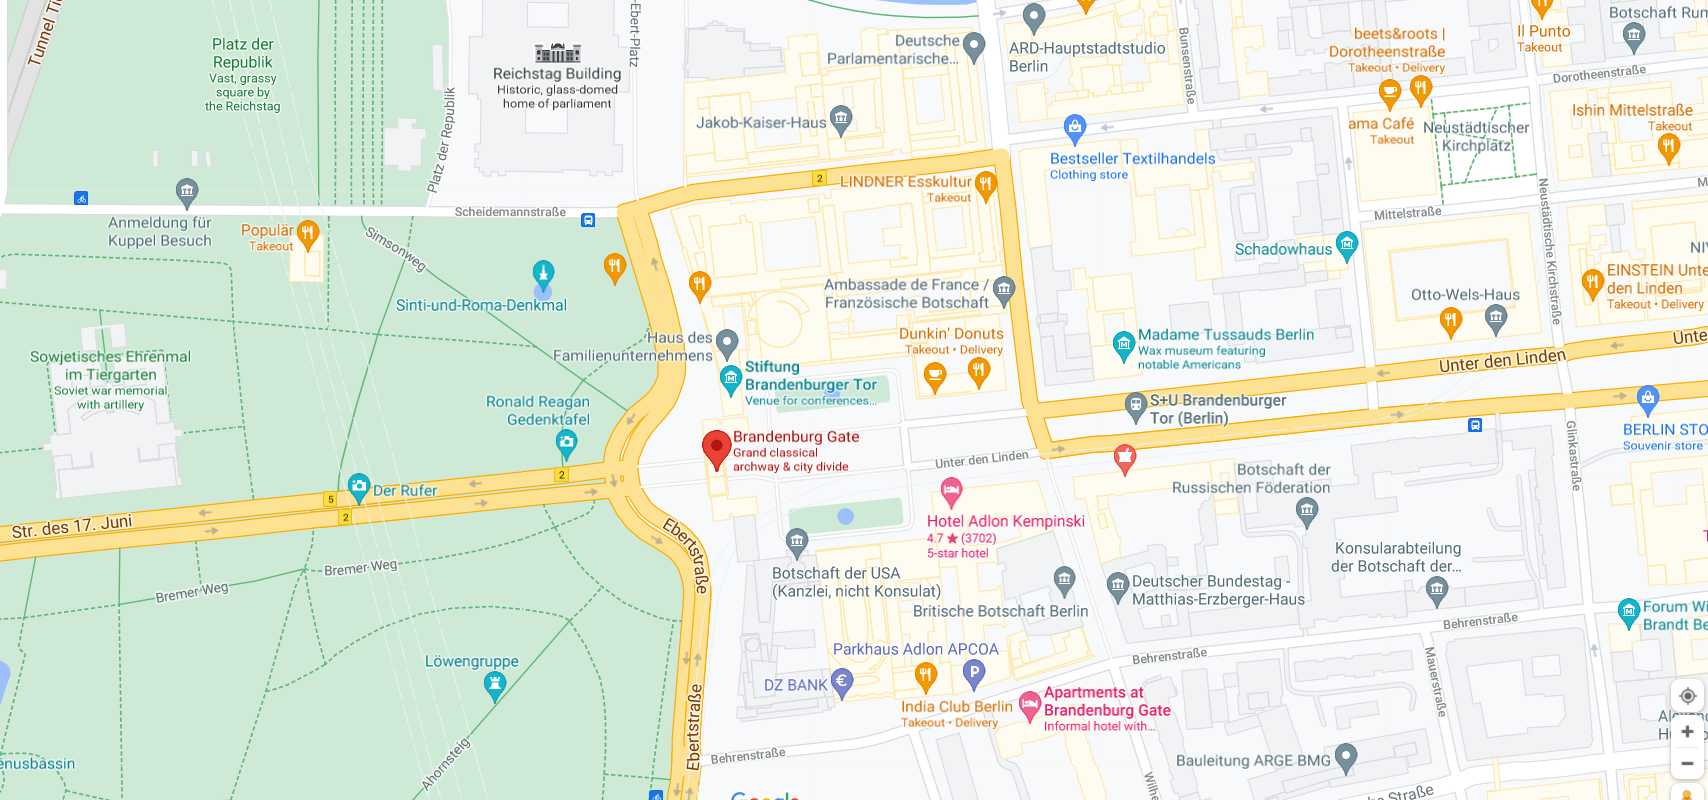 Tunnel Ti
Platz der
Republik
Vast, grassy
square by
the Reichstag
Reichstag Building
Historic, glass-domed
home of parliament
-Ebert-Platz
Platz der Republik
Deutsche
Parlamentarische...
ARD-Hauptstadtstudio
Berlin
Bunsenstraße
beets&roots |
Dorotheenstraße
Takeout • Delivery
Il Punto
Takeout
Botschaft Rum
Dorotheenstraße
Jakob-Kaiser-Haus
Bestseller Textilhandels
Clothing store
ama Café
Takeout
Neustädtischer
Kirchplatz
Ishin Mittelstraße
Takeout
2
LINDNER Esskultur
Takeout
Scheidemannstraße
Anmeldung für
Kuppel Besuch
Populär
Takeout
Simsonweg
Mittelstraße
M
Neustädtische Kirchstraße
Schadowhaus
NI
EINSTEIN Unte
den Linden
Takeout • Delivery
Sinti-und-Roma-Denkmal
Ambassade de France /
Französische Botschaft
Otto-Wels-Haus
Haus des
Familienunternehmens
Dunkin' Donuts
Takeout • Delivery
Madame Tussauds Berlin
Wax museum featuring
notable Americans
Unter den Linden
Unte
Sowjetisches Ehrenmal
im Tiergarten
Soviet war memorial
with artillery
Stiftung
Brandenburger Tor
Venue for conferences...
Ronald Reagan
Gedenktafel
S+U Brandenburger
Tor (Berlin)
BERLIN STO
Souvenir store
Brandenburg Gate
Grand classical
archway & city divide
Unter den Linden
Glinkastraße
2
Der Rufer
5
2
Str. des 17. Juni
Botschaft der
Russischen Föderation
Hotel Adlon Kempinski
4.7 ★ (3702)
5-star hotel
Ebertstraße
Bremer Weg
Bremer Weg
Botschaft der USA
(Kanzlei, nicht Konsulat)
Konsularabteilung
der Botschaft der...
Deutscher Bundestag -
Matthias-Erzberger-Haus
Britische Botschaft Berlin
Forum Wi
Brandt Be
Behrenstraße
Behrenstraße
Mauerstraße
Löwengruppe
Parkhaus Adlon APCOA
P
DZ BANK
€
India Club Berlin
Takeout • Delivery
Apartments at
Brandenburg Gate
Informal hotel with...
Ebertstraße
Behrenstraße
Ahornsteig
enusbassin
Bauleitung ARGE BMG
Wilhe
Google